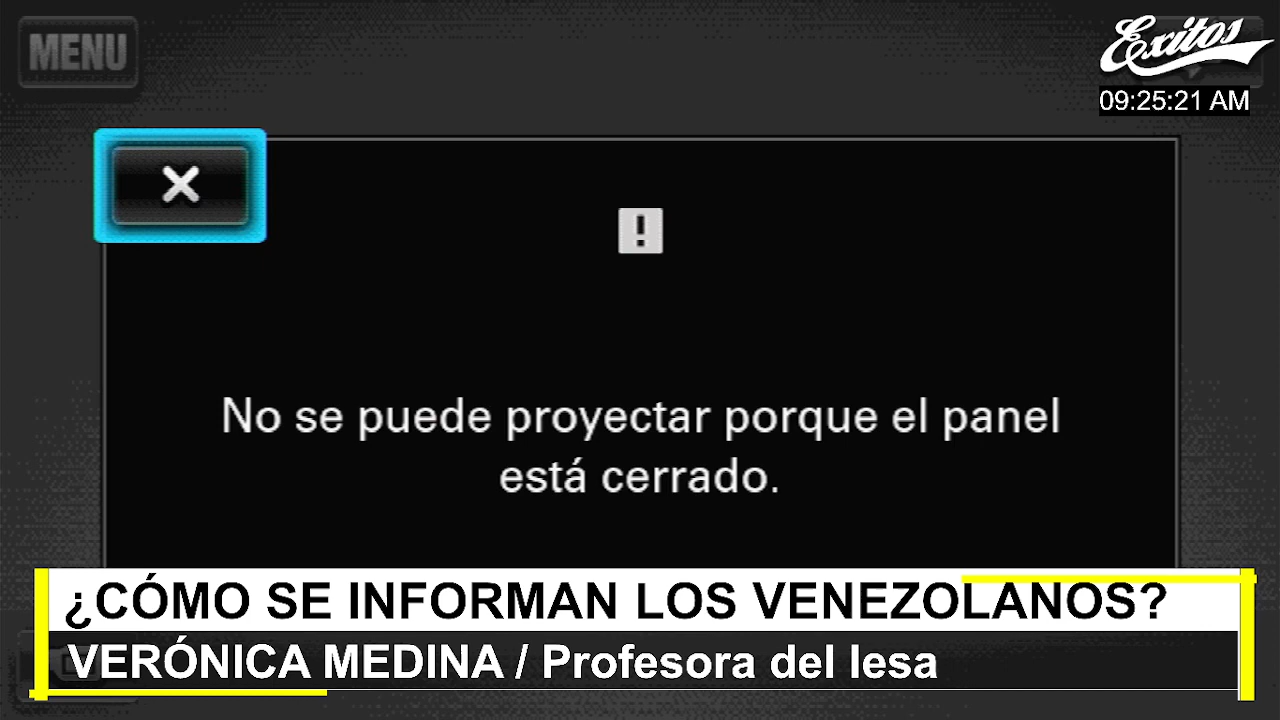 MENU
Exitos
09:25:21 AM
No se puede proyectar porque el panel
está cerrado.
¿CÓMO SE INFORMAN LOS VENEZOLANOS?
VERÓNICA MEDINA / Profesora del Iesa